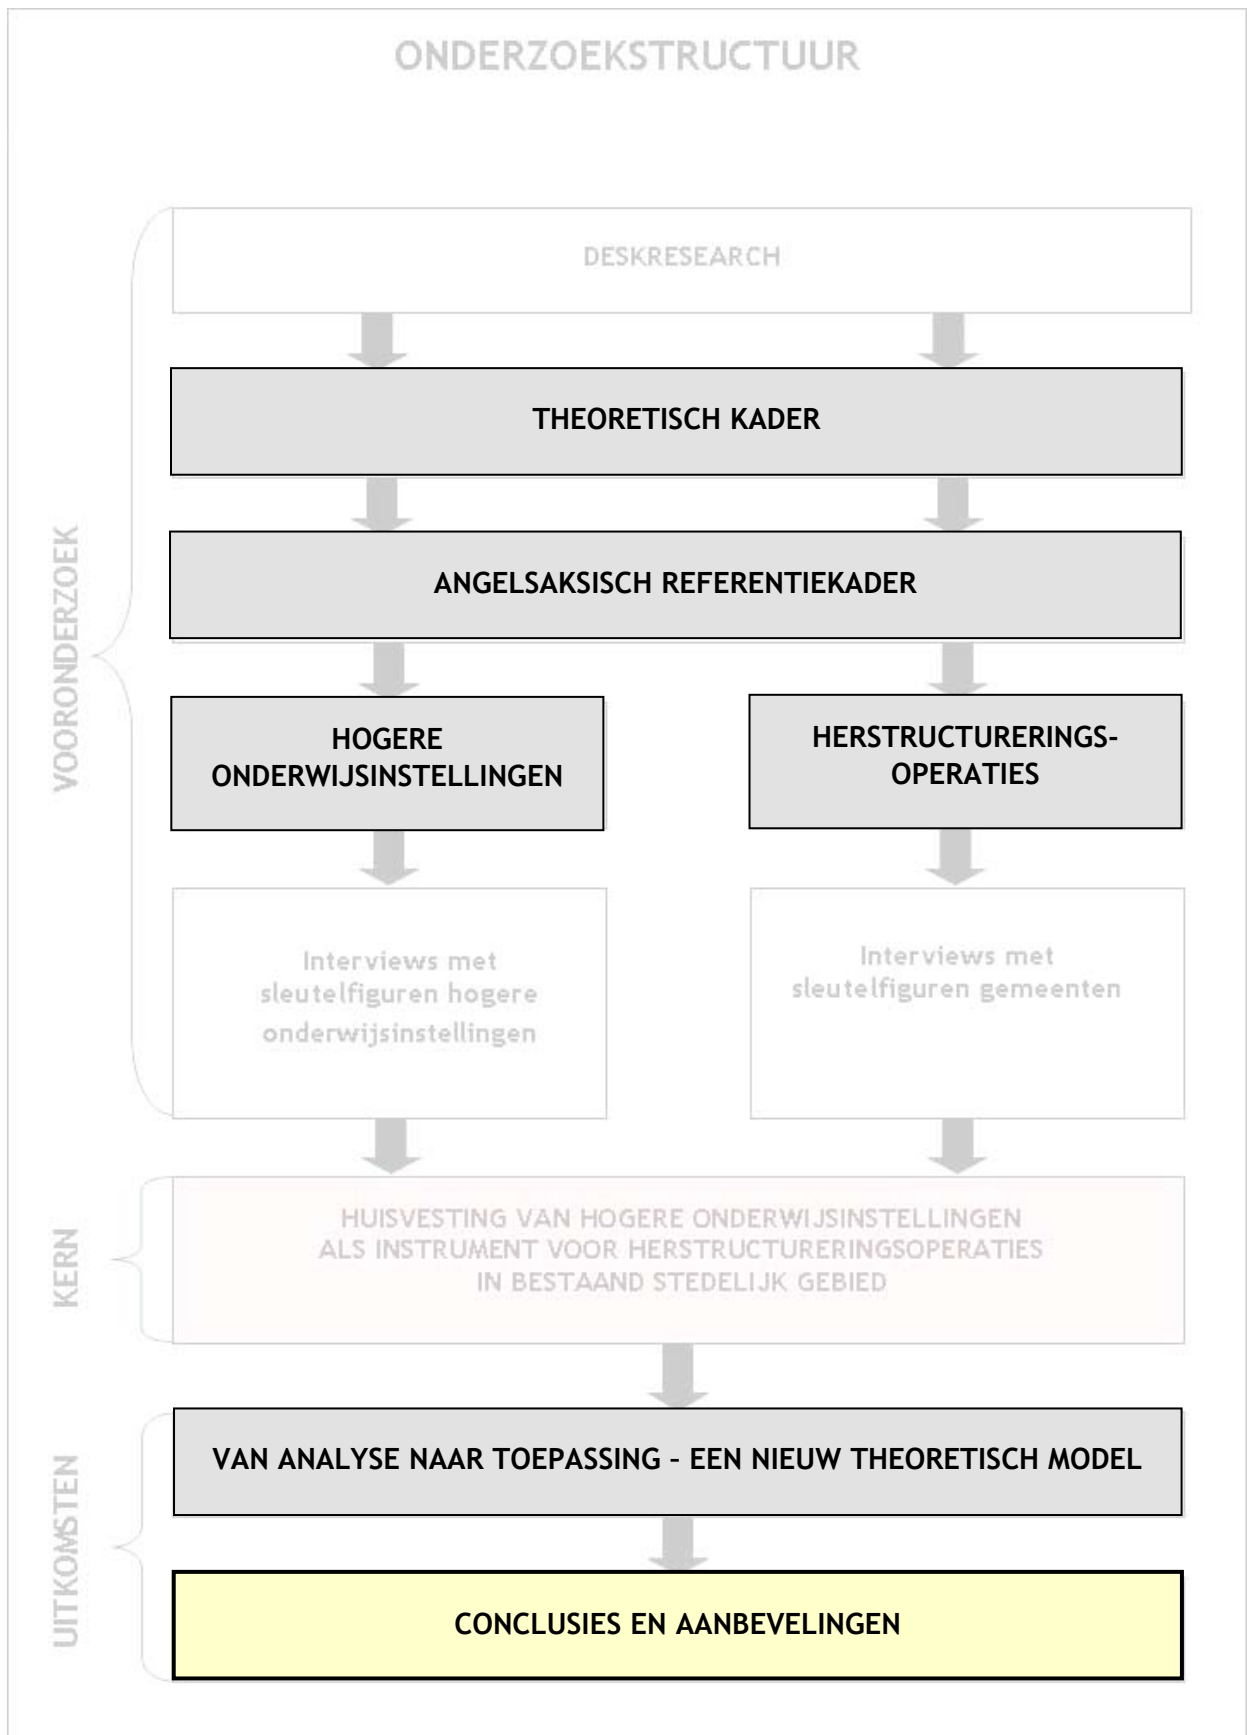 ONDERZOEKSTRUCTUUR
VOORONDERZOEK
DESKRESEARCH
THEORETISCH KADER
ANGELSAKSISCH REFERENTIEKADER
HOGERE
ONDERWIJSINSTELLINGEN
HERSTRUCTURERINGS-
OPERATIES
Interviews met
sleutelfiguren hogere
onderwijsinstellingen
Interviews met
sleutelfiguren gemeenten
KERN
HUISVESTING VAN HOGERE ONDERWIJSINSTELLINGEN
ALS INSTRUMENT VOOR HERSTRUCTURERINGSOPERATIES
IN BESTAAND STEDELIJK GEBIED
UITKOMSTEN
VAN ANALYSE NAAR TOEPASSING – EEN NIEUW THEORETISCH MODEL
CONCLUSIES EN AANBEVELINGEN